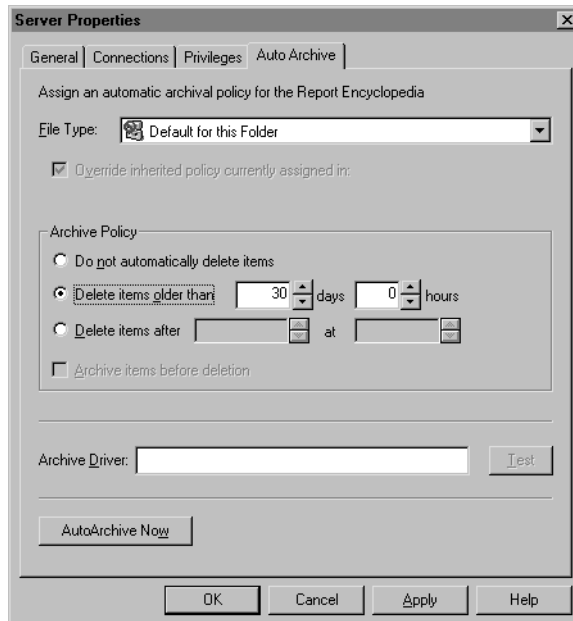 Server Properties
General Connections Privileges Auto Archive
Assign an automatic archival policy for the Report Encyclopedia
File Type: Default for this Folder
Override inherited policy currently assigned in:
Archive Policy
Do not automatically delete items
Delete items older than 30 days 0 hours
Delete items after at
Archive items before deletion
Archive Driver: Test
AutoArchive Now
OK Cancel Apply Help